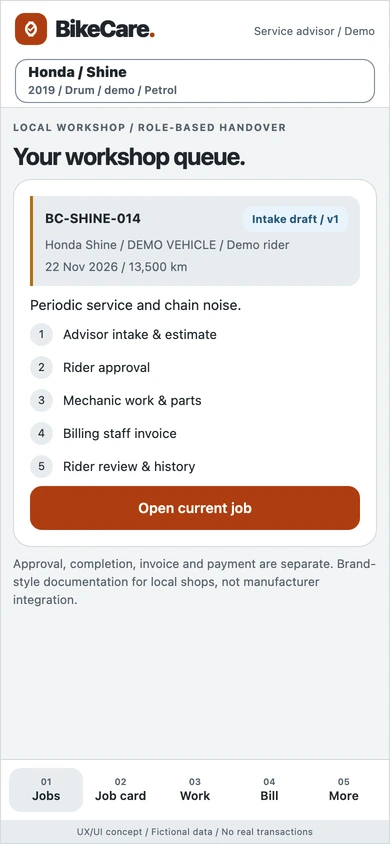 BikeCare.
Service advisor / Demo
Honda / Shine
2019 / Drum / demo / Petrol
LOCAL WORKSHOP / ROLE-BASED HANDOVER
Your workshop queue.
BC-SHINE-014
Intake draft / v1
Honda Shine / DEMO VEHICLE / Demo rider
22 Nov 2026 / 13,500 km
Periodic service and chain noise.
1 Advisor intake & estimate
2 Rider approval
3 Mechanic work & parts
4 Billing staff invoice
5 Rider review & history
Open current job
Approval, completion, invoice and payment are separate. Brand-
style documentation for local shops, not manufacturer
integration.
01 02 03 04 05
Jobs Job card Work Bill More
UX/UI concept / Fictional data / No real transactions